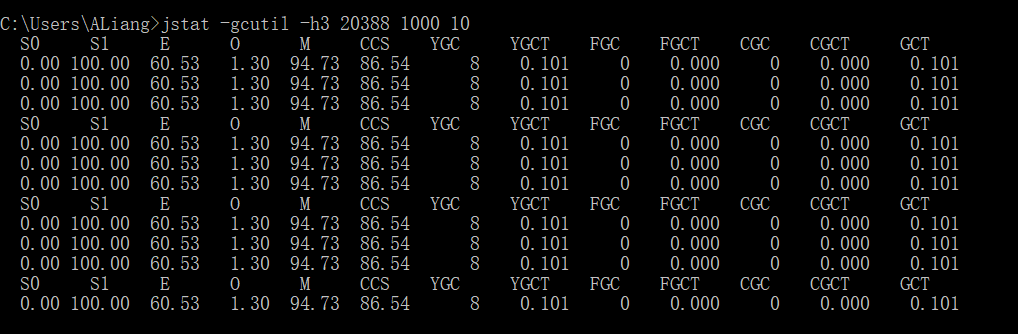 C:\Users\ALiang>jstat -gcutil -h3 20388 1000 10
S0 S1 E O M CCS YGC YGCT FGC FGCT CGC CGCT GCT
0.00 100.00 60.53 1.30 94.73 86.54 8 0.101 0 0.000 0 0.000 0.101
0.00 100.00 60.53 1.30 94.73 86.54 8 0.101 0 0.000 0 0.000 0.101
0.00 100.00 60.53 1.30 94.73 86.54 8 0.101 0 0.000 0 0.000 0.101
S0 S1 E O M CCS YGC YGCT FGC FGCT CGC CGCT GCT
0.00 100.00 60.53 1.30 94.73 86.54 8 0.101 0 0.000 0 0.000 0.101
0.00 100.00 60.53 1.30 94.73 86.54 8 0.101 0 0.000 0 0.000 0.101
0.00 100.00 60.53 1.30 94.73 86.54 8 0.101 0 0.000 0 0.000 0.101
S0 S1 E O M CCS YGC YGCT FGC FGCT CGC CGCT GCT
0.00 100.00 60.53 1.30 94.73 86.54 8 0.101 0 0.000 0 0.000 0.101
0.00 100.00 60.53 1.30 94.73 86.54 8 0.101 0 0.000 0 0.000 0.101
0.00 100.00 60.53 1.30 94.73 86.54 8 0.101 0 0.000 0 0.000 0.101
S0 S1 E O M CCS YGC YGCT FGC FGCT CGC CGCT GCT
0.00 100.00 60.53 1.30 94.73 86.54 8 0.101 0 0.000 0 0.000 0.101